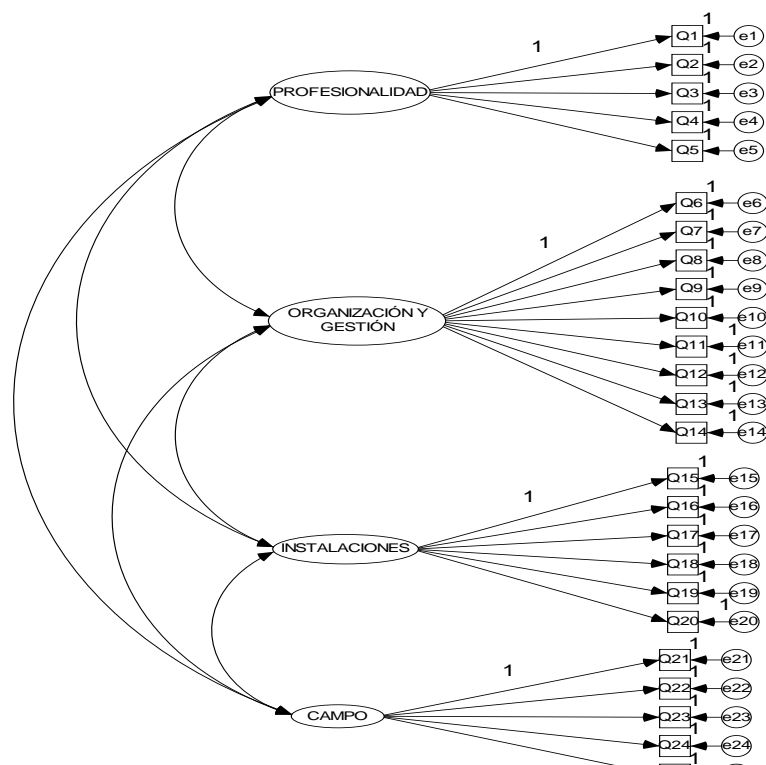 1
Q1 e1
1
1
Q2 e2
1
PROFESIONALIDAD
Q3 e3
1
Q4 e4
1
Q5 e5
1
Q6 e6
1
1
Q7 e7
1
Q8 e8
1
Q9 e9
1
ORGANIZACIÓN Y
GESTIÓN
Q10 e10
Q11 e11
1
Q12 e12
1
Q13 e13
1
Q14 e14
1
Q15 e15
1
1
Q16 e16
1
Q17 e17
1
INSTALACIONES
Q18 e18
1
Q19 e19
1
Q20 e20
1
Q21 e21
1
1
Q22 e22
1
CAMPO
Q23 e23
1
Q24 e24
1